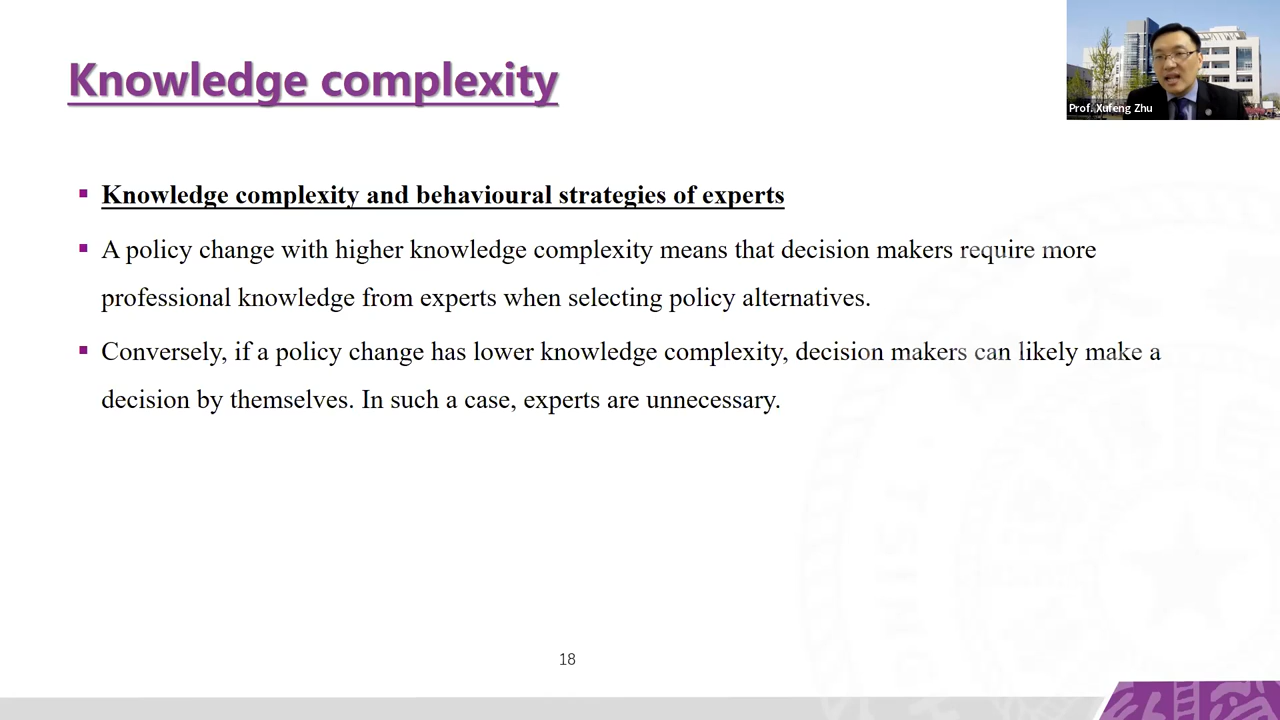 Knowledge complexity
Prof. Xufeng Zhu
Knowledge complexity and behavioural strategies of experts
A policy change with higher knowledge complexity means that decision makers require more
professional knowledge from experts when selecting policy alternatives.
Conversely, if a policy change has lower knowledge complexity, decision makers can likely make a
decision by themselves. In such a case, experts are unnecessary.
TSING
18